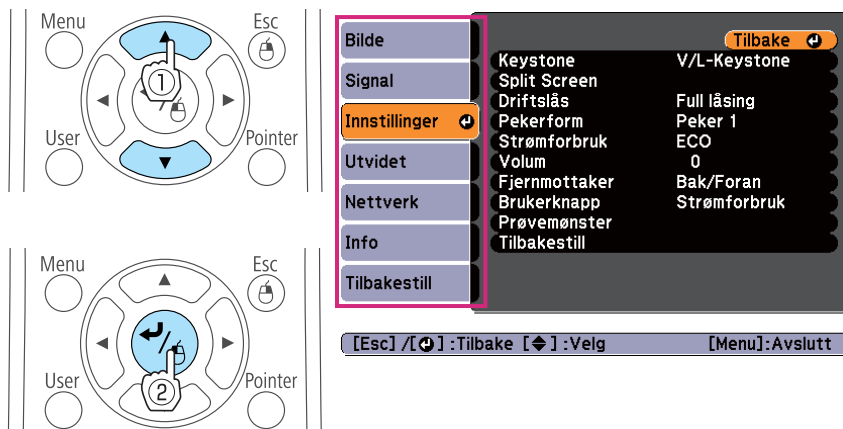 Menu
Esc
①
User
Pointer
Menu
Esc
User
②
Pointer
Bilde
Signal
Innstillinger
Utvidet
Nettverk
Info
Tilbakestill
Tilbake
Keystone V/L-Keystone
Split Screen
Driftslås Full låsing
Pekerform Peker 1
Strømforbruk ECO
Volum 0
Fjernmottaker Bak/Foran
Brukerknapp Strømforbruk
Prøvemønster
Tilbakestill
[Esc] /[⏎] :Tilbake [◆] :Velg [Menu]:Avslutt